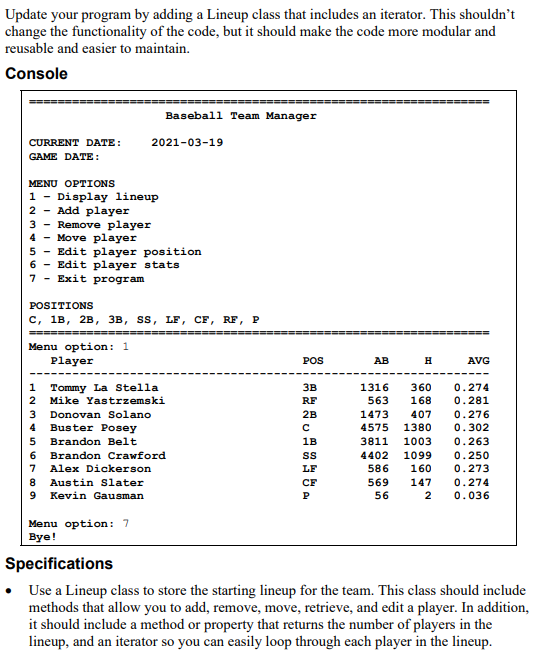 Update your program by adding a Lineup class that includes an iterator. This shouldn't
change the functionality of the code, but it should make the code more modular and
reusable and easier to maintain.
Console
================================================================
Baseball Team Manager
CURRENT DATE: 2021-03-19
GAME DATE:
MENU OPTIONS
1 – Display lineup
2 – Add player
3 – Remove player
4 – Move player
5 – Edit player position
6 – Edit player stats
7 - Exit program
POSITIONS
C, 1B, 2B, 3B, SS, LF, CF, RF, P
================================================================
Menu option: 1
Player POS AB H AVG
----------------------------------------------------------------
1 Tommy La Stella 3B 1316 360 0.274
2 Mike Yastrzemski RF 563 168 0.281
3 Donovan Solano 2B 1473 407 0.276
4 Buster Posey C 4575 1380 0.302
5 Brandon Belt 1B 3811 1003 0.263
6 Brandon Crawford SS 4402 1099 0.250
7 Alex Dickerson LF 586 160 0.273
8 Austin Slater CF 569 147 0.274
9 Kevin Gausman P 56 2 0.036
Menu option: 7
Bye!
Specifications
• Use a Lineup class to store the starting lineup for the team. This class should include
methods that allow you to add, remove, move, retrieve, and edit a player. In addition,
it should include a method or property that returns the number of players in the
lineup, and an iterator so you can easily loop through each player in the lineup.